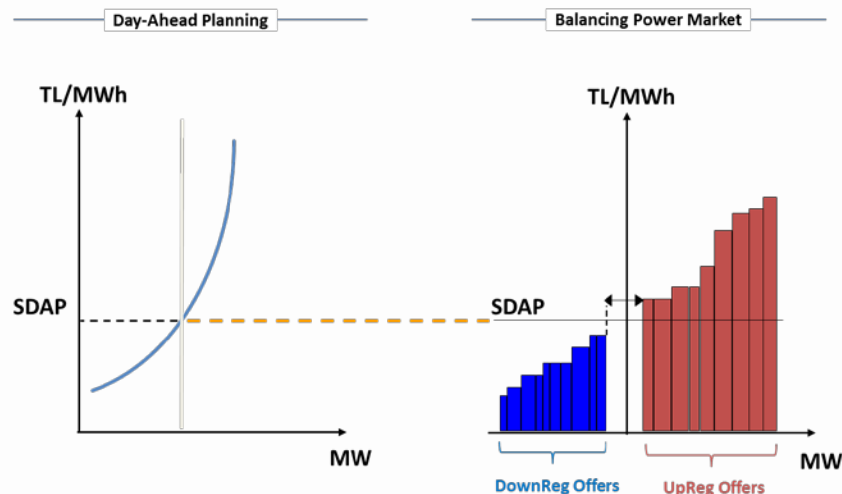 Day-Ahead Planning
Balancing Power Market
TL/MWh
TL/MWh
SDAP
SDAP
MW
MW
DownReg Offers
UpReg Offers